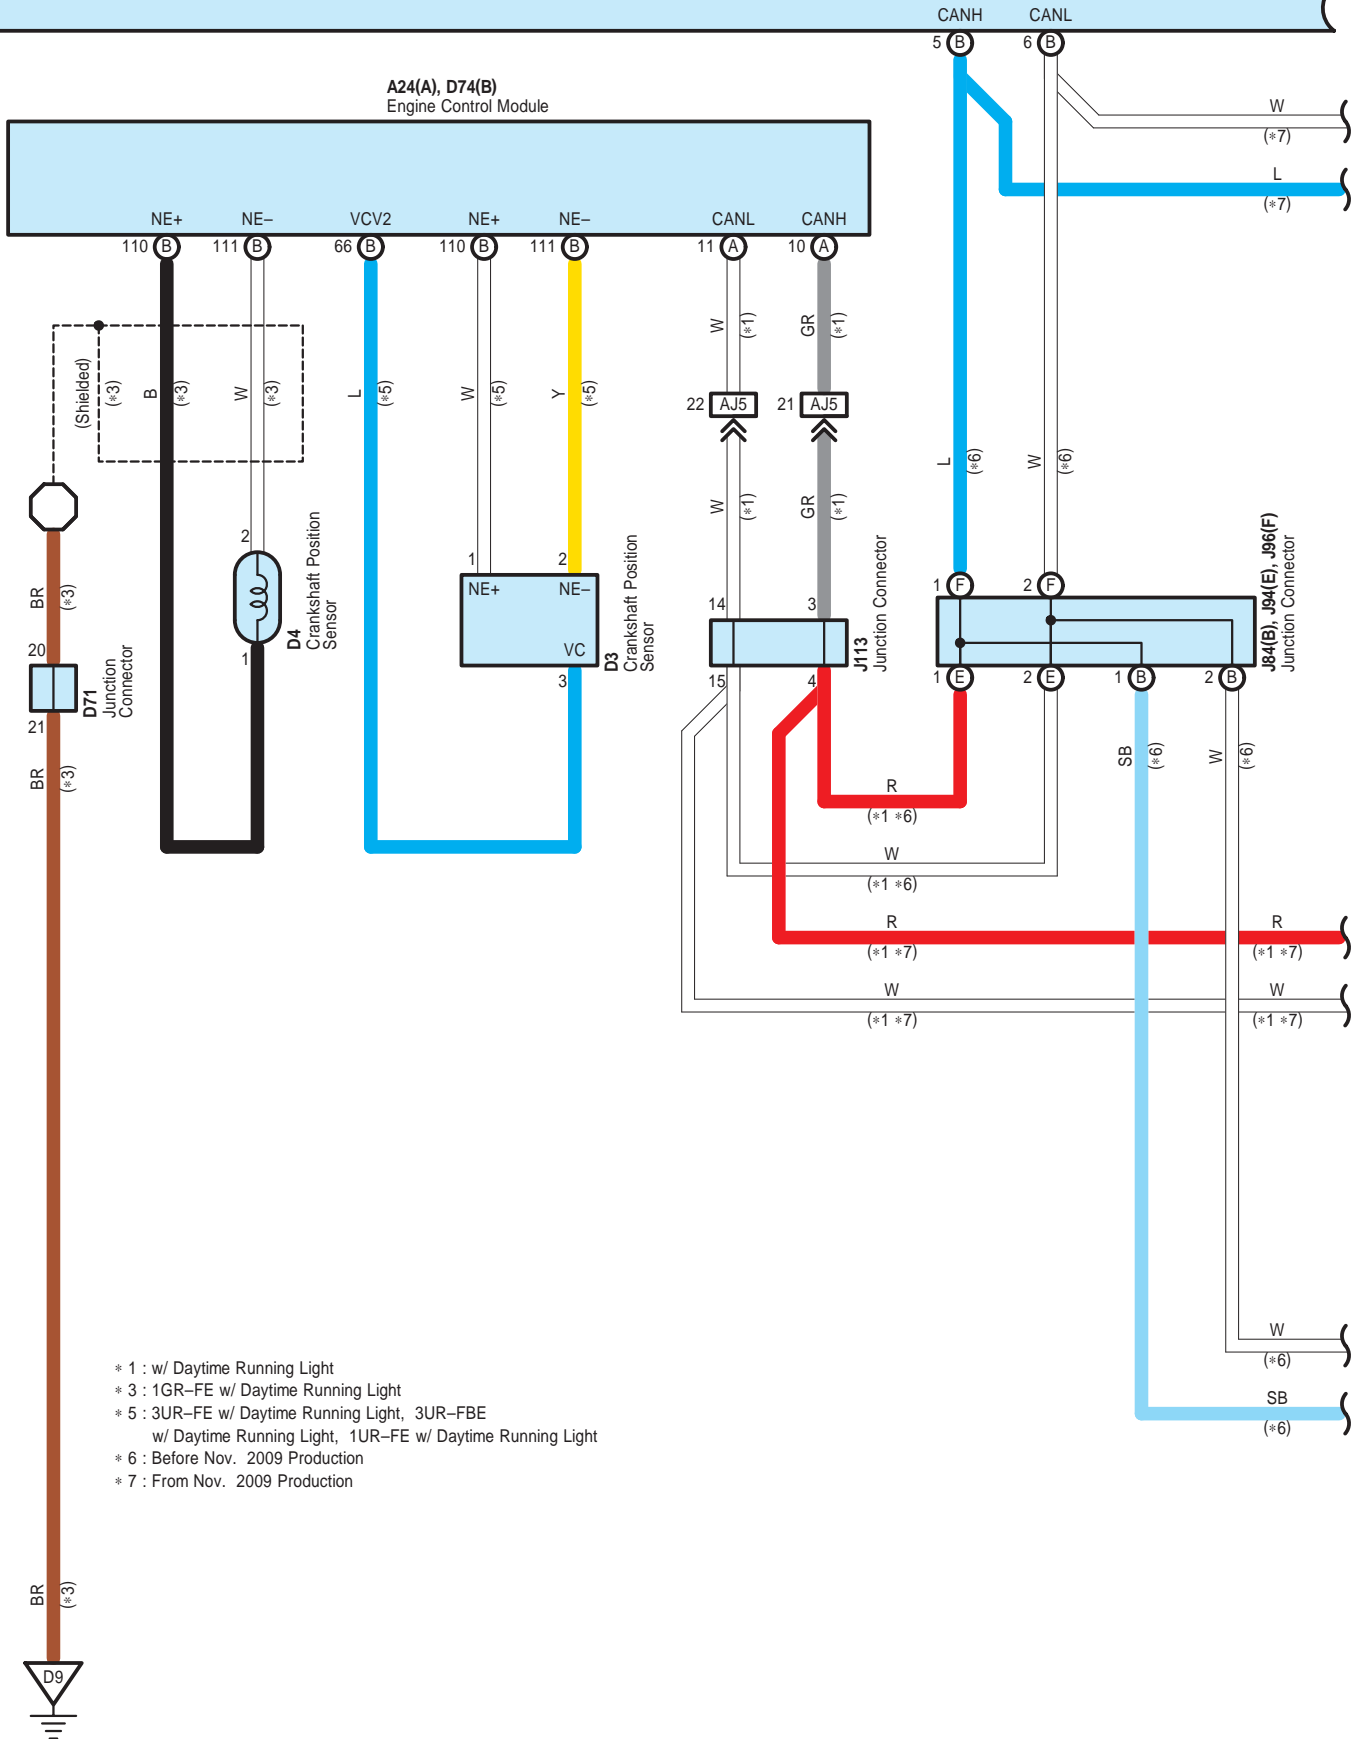 CANH CANL
5 B 6 B
A24(A), D74(B)
Engine Control Module
W
(*7)
L
(*7)
NE+ NE– VCV2 NE+ NE– CANL CANH
110 B 111 B 66 B 110 B 111 B 11 A 10 A
W (*1) GR (*1)
(Shielded) (*3) B (*3) W (*3) L (*5) W (*5) Y (*5)
22 AJ5 21 AJ5
L (*6) W (*6)
W (*1) GR (*1)
2
D4
Crankshaft Position
Sensor
1
1 2
NE+ NE–
VC
3
D3
Crankshaft Position
Sensor
14 3
15 4
J113
Junction Connector
1 F 2 F
1 E 2 E 1 B 2 B
J84(B), J94(E), J96(F)
Junction Connector
BR (*3)
20
21
D71
Junction
Connector
BR (*3)
SB (*6) W (*6)
R
(*1 *6)
W
(*1 *6)
R R
(*1 *7) (*1 *7)
W W
(*1 *7) (*1 *7)
W
(*6)
SB
(*6)
* 1 : w/ Daytime Running Light
* 3 : 1GR–FE w/ Daytime Running Light
* 5 : 3UR–FE w/ Daytime Running Light, 3UR–FBE
w/ Daytime Running Light, 1UR–FE w/ Daytime Running Light
* 6 : Before Nov. 2009 Production
* 7 : From Nov. 2009 Production
BR (*3)
D9